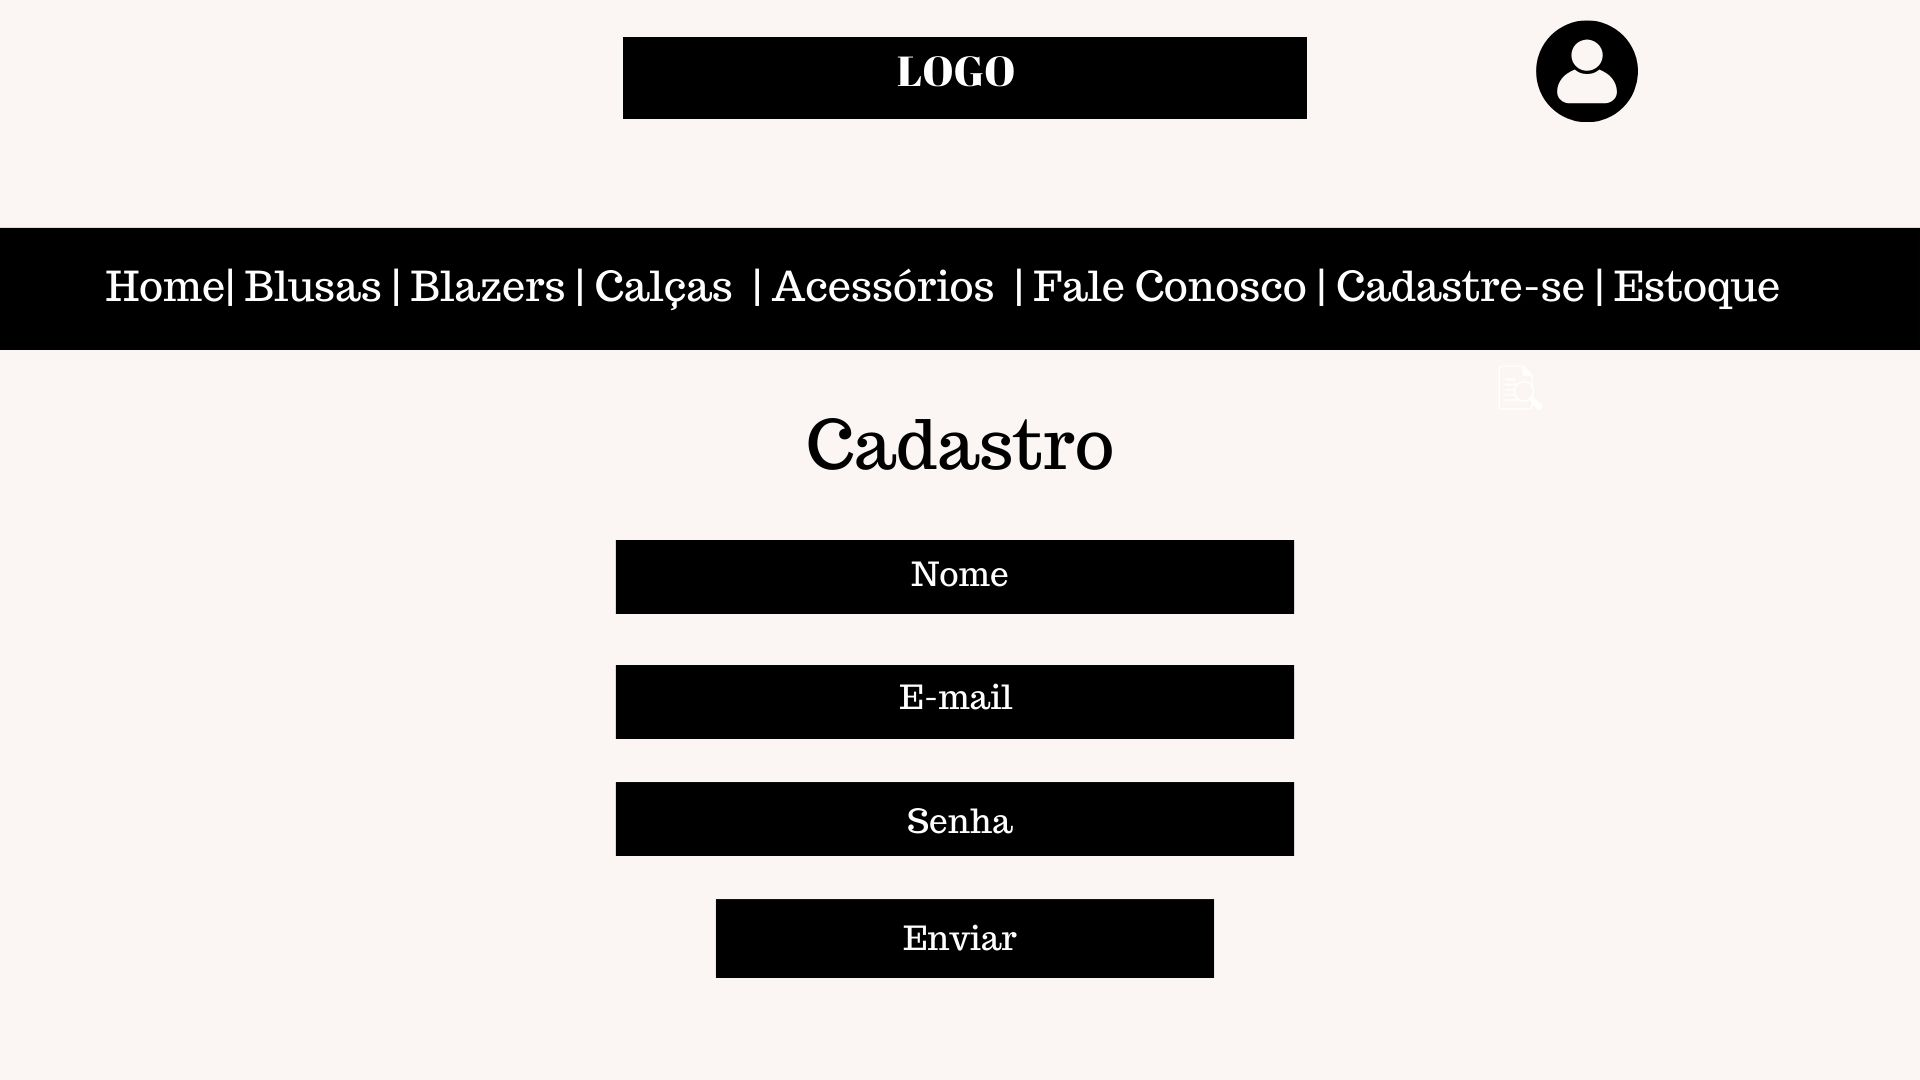 LOGO
Home| Blusas | Blazers | Calças | Acessórios | Fale Conosco | Cadastre-se | Estoque
Cadastro
Nome
E-mail
Senha
Enviar